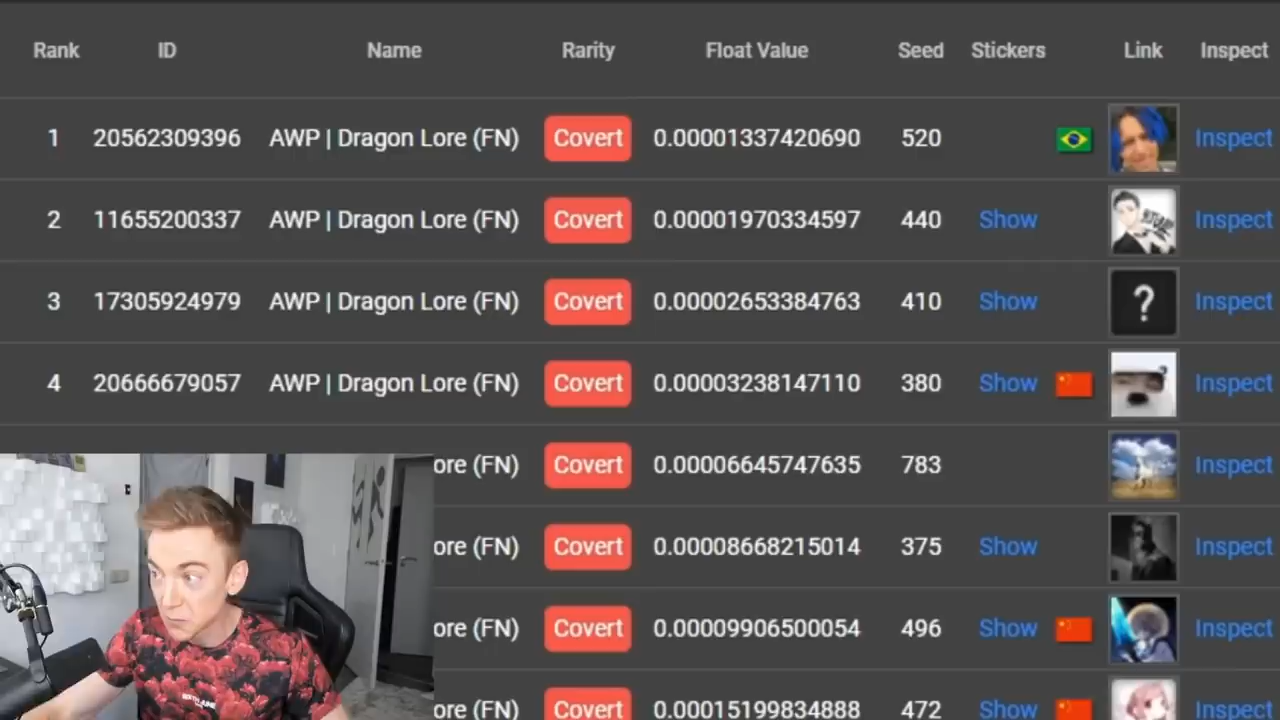 Rank ID Name Rarity Float Value Seed Stickers Link Inspect
1 20562309396 AWP | Dragon Lore (FN) Covert 0.00001337420690 520 Inspect
2 11655200337 AWP | Dragon Lore (FN) Covert 0.00001970334597 440 Show Inspect
3 17305924979 AWP | Dragon Lore (FN) Covert 0.00002653384763 410 Show ? Inspect
4 20666679057 AWP | Dragon Lore (FN) Covert 0.00003238147110 380 Show Inspect
ore (FN) Covert 0.00006645747635 783 Inspect
ore (FN) Covert 0.00008668215014 375 Show Inspect
ore (FN) Covert 0.00009906500054 496 Show Inspect
ore (FN) Covert 0.00015199834888 472 Show Inspect